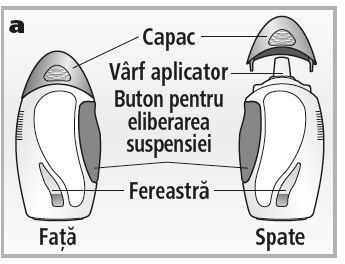 a
Capac
Vârf aplicator
Buton pentru
eliberarea
suspensiei
Fereastră
Față
Spate